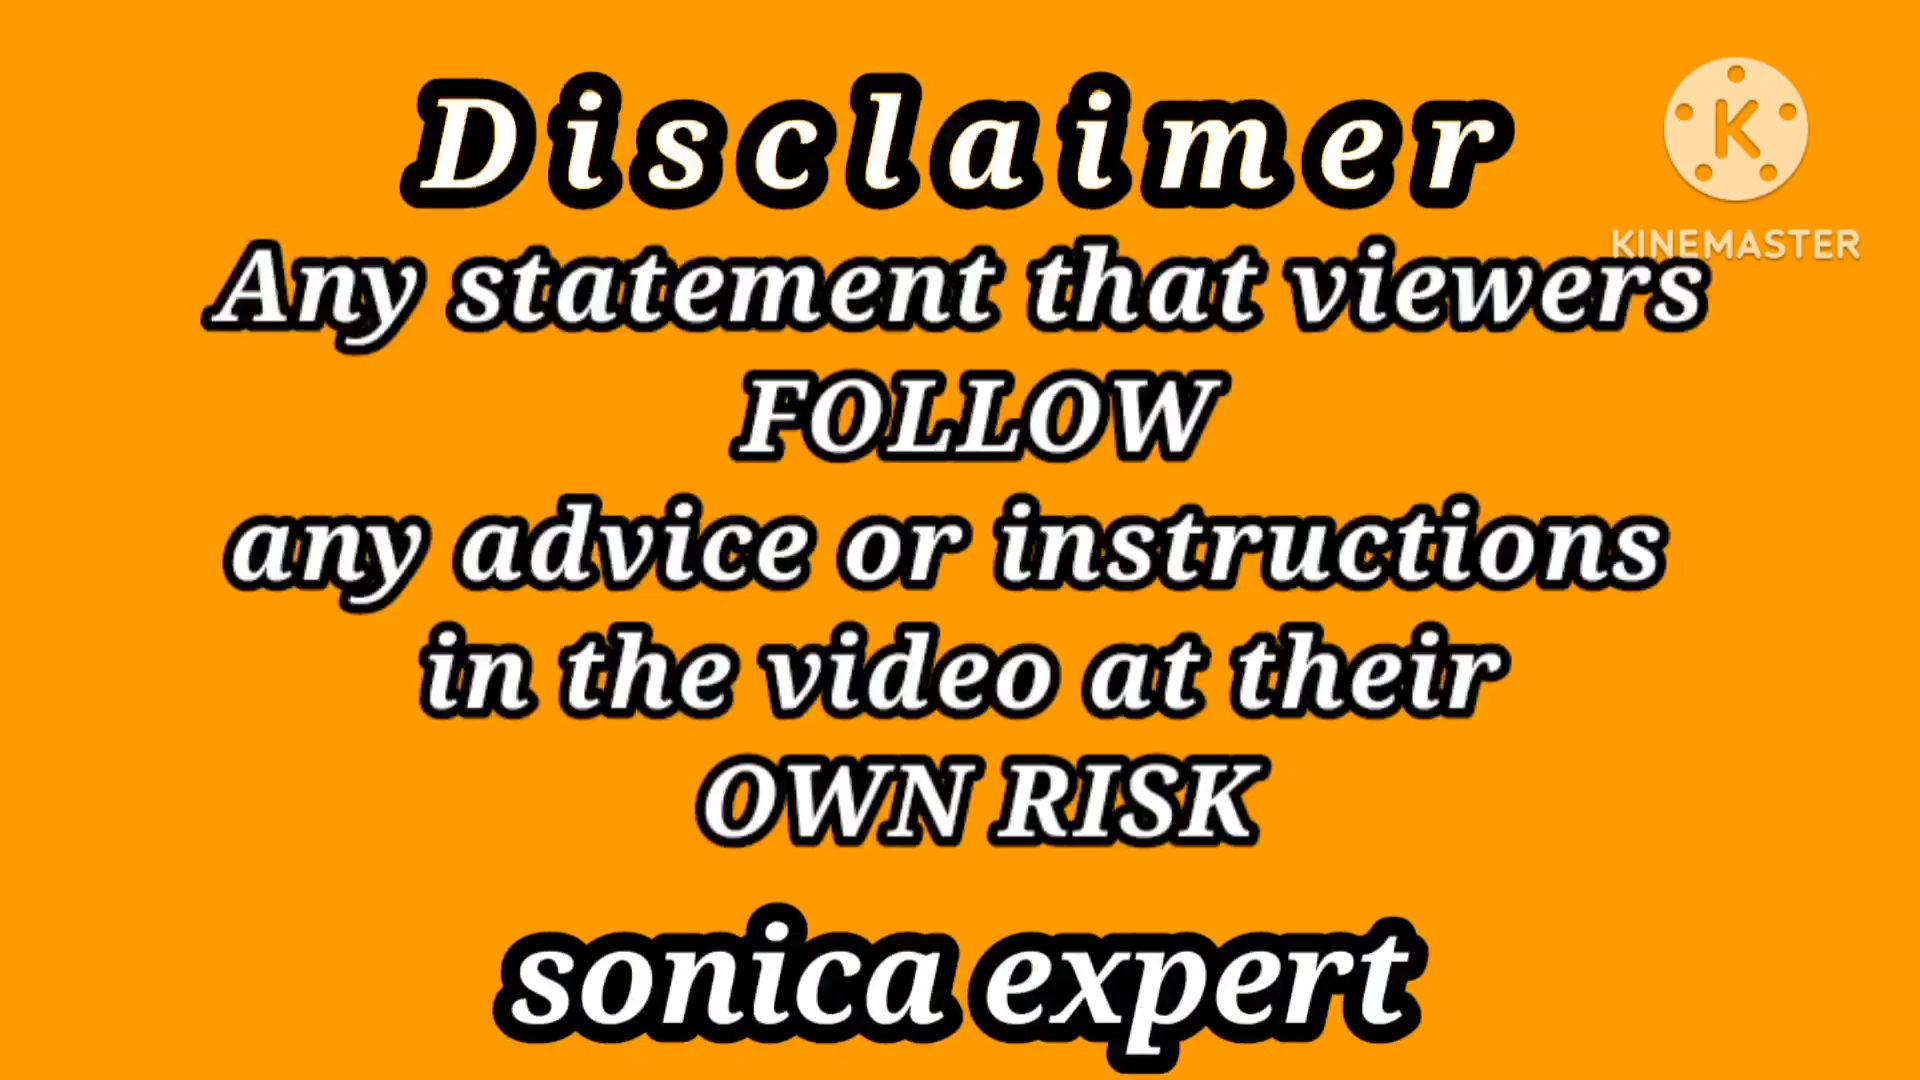 Disclaimer
K
KINEMASTER
Any statement that viewers
FOLLOW
any advice or instructions
in the video at their
OWN RISK
sonica expert